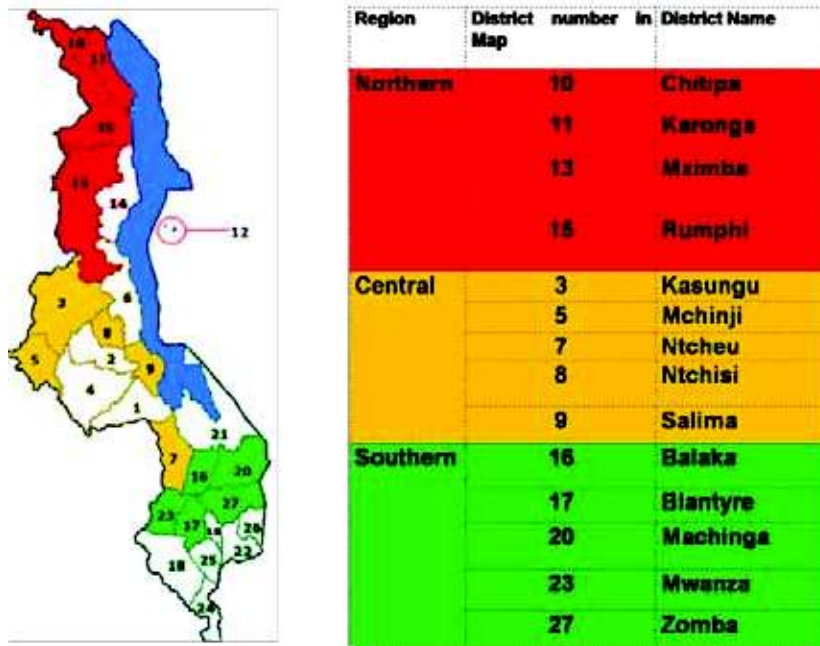 10
11
15
13
14
12
3
6
8
2
5
9
4
1
21
7
16
20
27
23
17
26
22
18
25
24
Region District number in Map District Name
Northern 10 Chitipa
11 Karonga
13 Mzimba
15 Rumphi
Central 3 Kasungu
5 Mchinji
7 Ntcheu
8 Ntchisi
9 Salima
Southern 16 Balaka
17 Blantyre
20 Machinga
23 Mwanza
27 Zomba